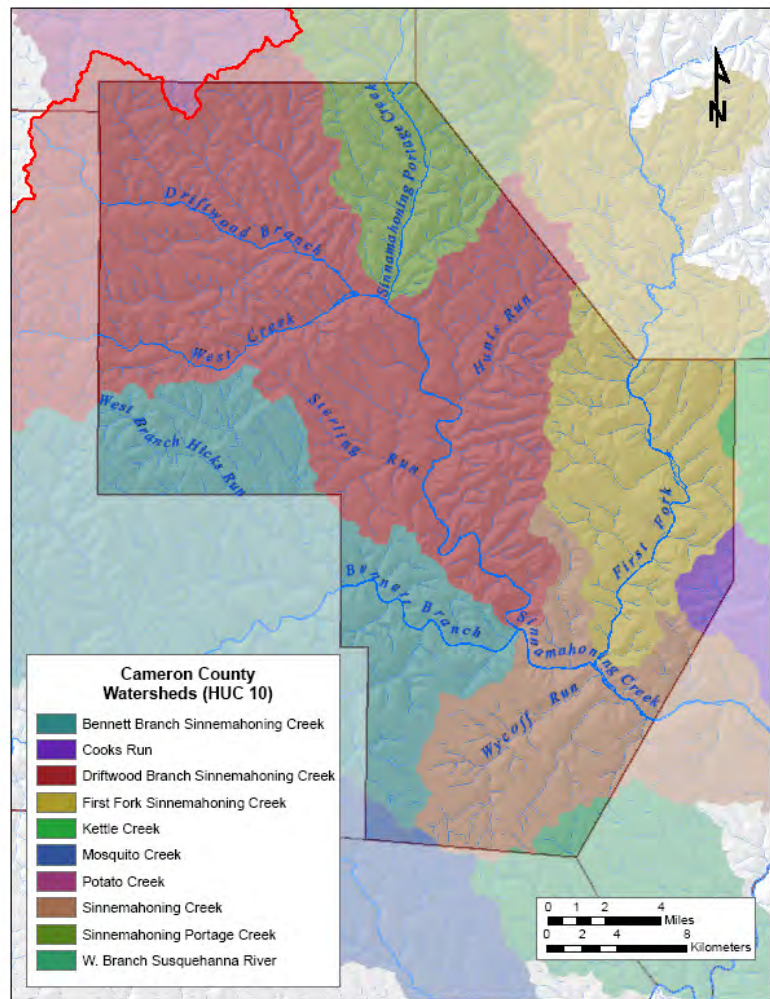 N
Sinnamahoning Portage Creek
Driftwood Branch
West Creek
Hunts Run
Sterling Run
West Branch Hicks Run
First Fork
Bennett Branch
Sinnamahoning Creek
Wycoff Run
Cameron County
Watersheds (HUC 10)
Bennett Branch Sinnemahoning Creek
Cooks Run
Driftwood Branch Sinnemahoning Creek
First Fork Sinnemahoning Creek
Kettle Creek
Mosquito Creek
Potato Creek
Sinnemahoning Creek
Sinnemahoning Portage Creek
W. Branch Susquehanna River
0 1 2 4
Miles
0 2 4 8
Kilometers